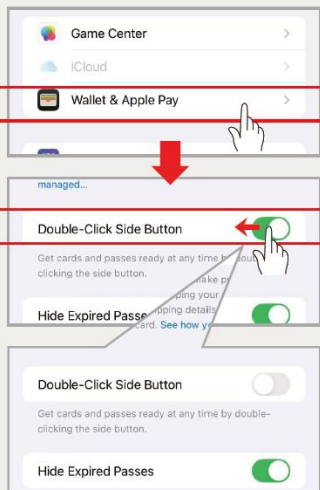 Game Center
iCloud
Wallet & Apple Pay
managed...
Double-Click Side Button
Get cards and passes ready at any time by
clicking the side button.
Hide Expired
card. See how
Double-Click Side Button
Get cards and passes ready at any time by double-
clicking the side button.
Hide Expired Passes